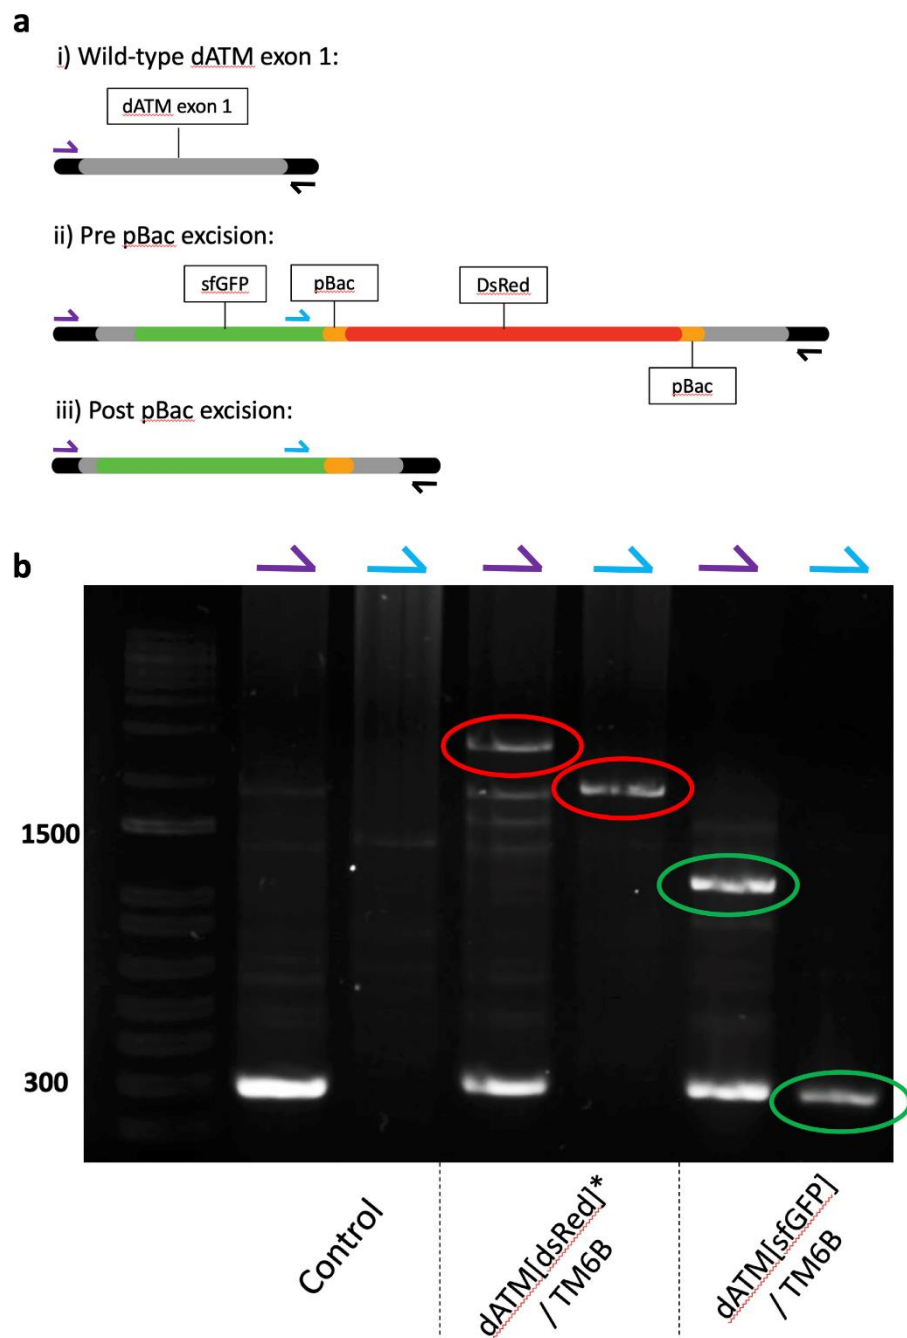 a
i) Wild-type dATM exon 1:
dATM exon 1
ii) Pre pBac excision:
sfGFP
pBac
DsRed
pBac
iii) Post pBac excision:
b
1500
300
Control
dATM[dsRed]*
/ TM6B
dATM[sfGFP]
/ TM6B